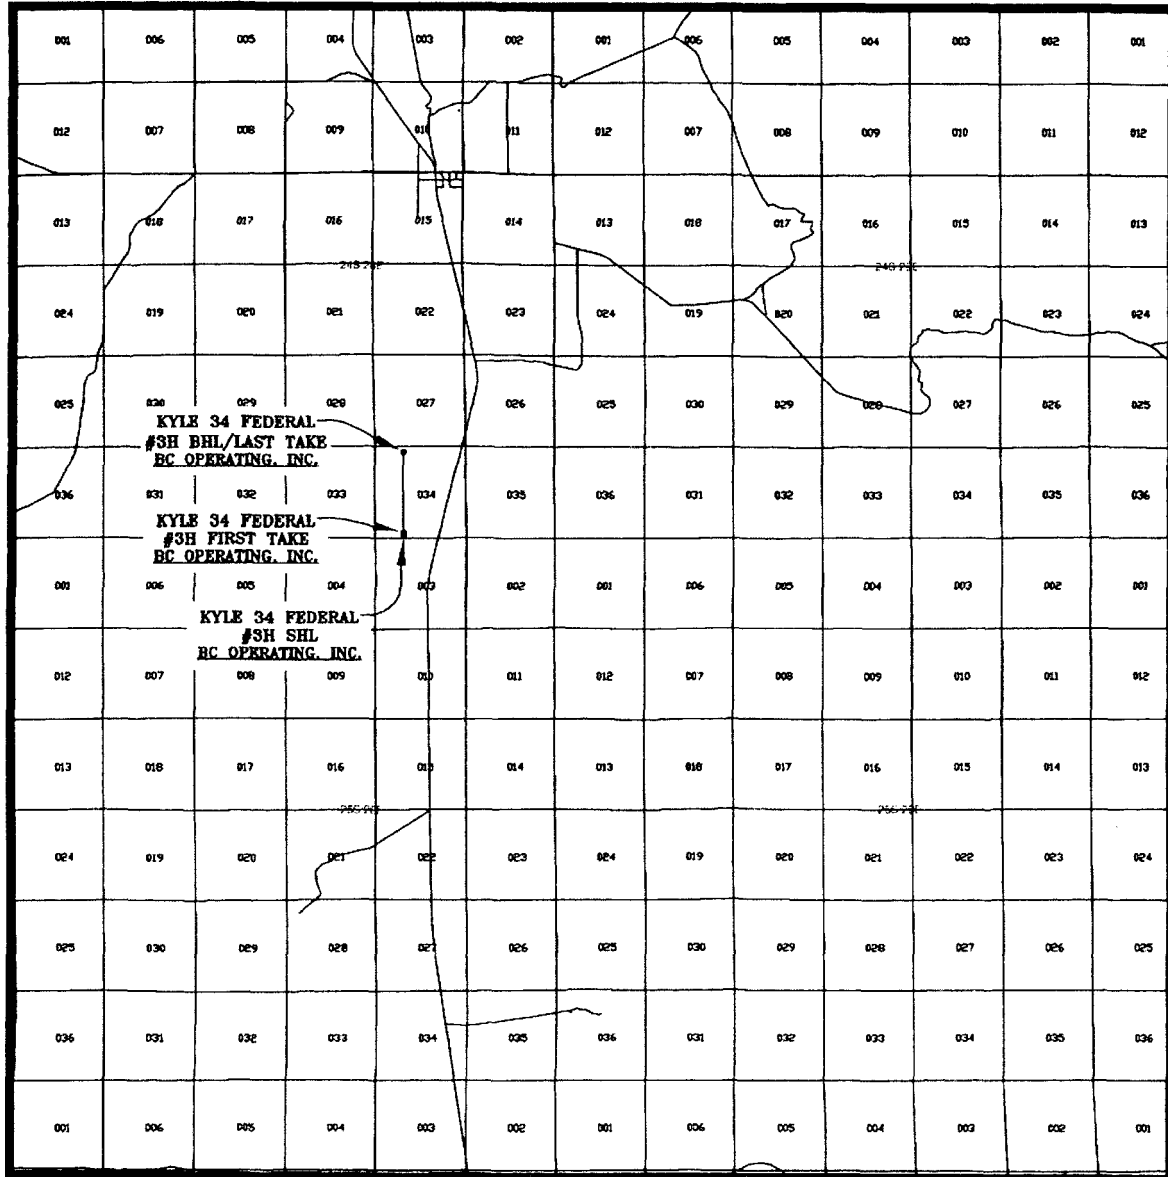 001 006 005 004 003 002 001 006 005 004 003 002 001
012 007 008 009 010 011 012 007 008 009 010 011 012
013 018 017 016 015 014 013 018 017 016 015 014 013
024 019 020 021 022 023 024 019 020 021 022 023 024
025 030 029 028 027 026 025 030 029 028 027 026 025
KYLE 34 FEDERAL
#3H BHL/LAST TAKE
BC OPERATING, INC.
036 031 032 033 034 035 036 031 032 033 034 035 036
KYLE 34 FEDERAL
#3H FIRST TAKE
BC OPERATING, INC.
001 006 005 004 003 002 001 006 005 004 003 002 001
KYLE 34 FEDERAL
#3H SHL
BC OPERATING, INC.
012 007 008 009 010 011 012 007 008 009 010 011 012
013 018 017 016 015 014 013 018 017 016 015 014 013
024 019 020 021 022 023 024 019 020 021 022 023 024
025 030 029 028 027 026 025 030 029 028 027 026 025
036 031 032 033 034 035 036 031 032 033 034 035 036
001 006 005 004 003 002 001 006 005 004 003 002 001